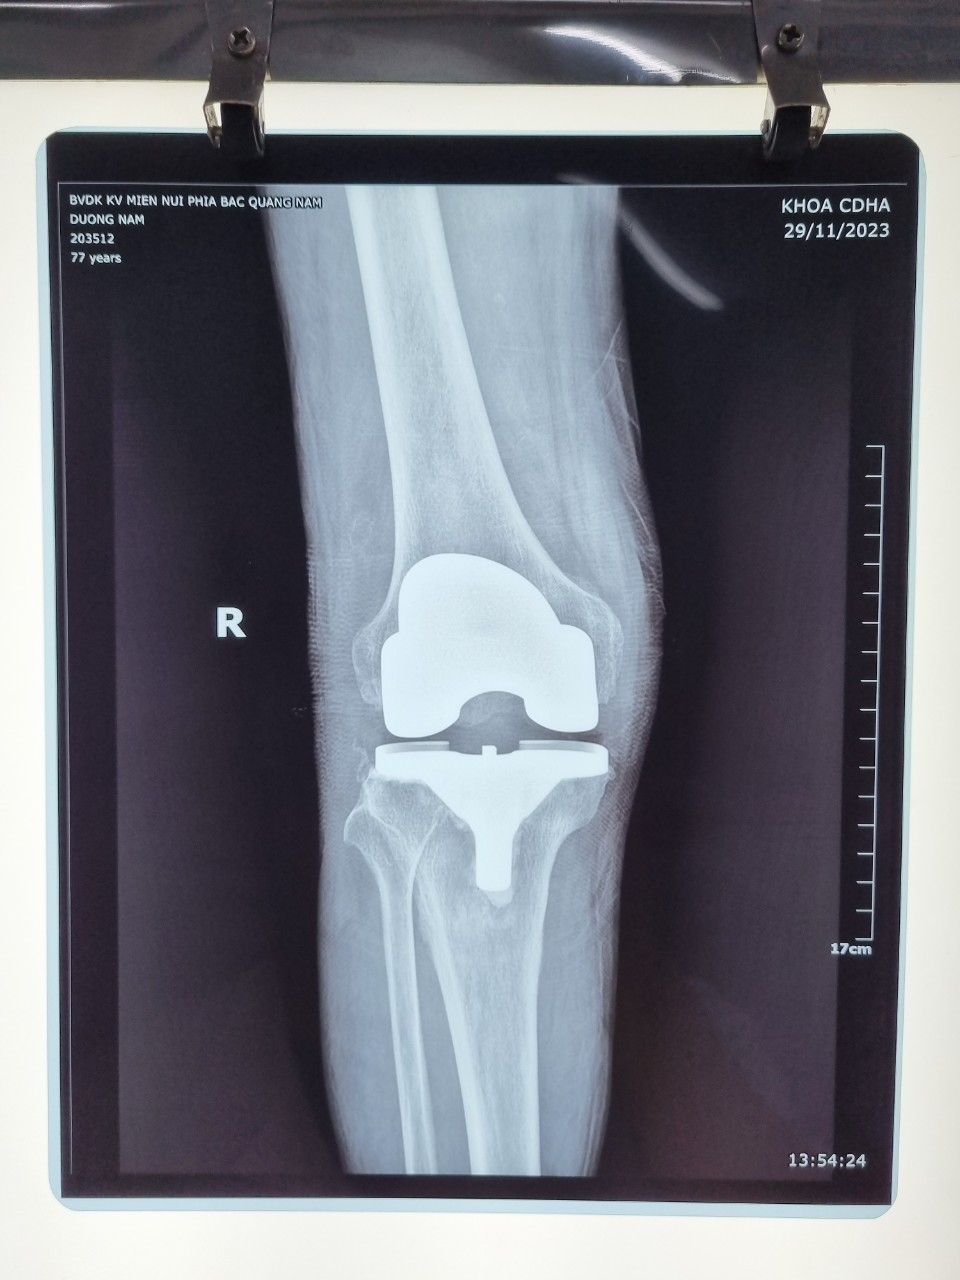 BVDK KV MIEN NUI PHIA BAC QUANG NAM
DUONG NAM
203512
77 years
KHOA CDHA
29/11/2023
R
17cm
13:54:24